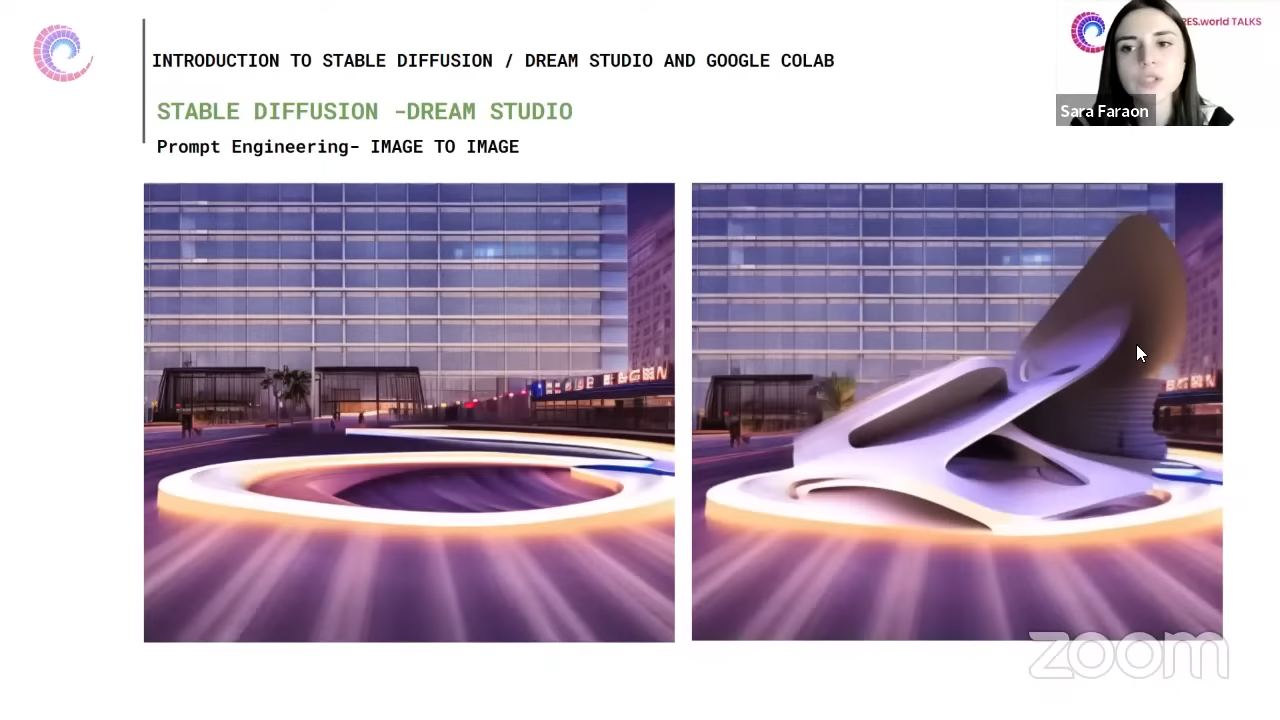 INTRODUCTION TO STABLE DIFFUSION / DREAM STUDIO AND GOOGLE COLAB
RES.world TALKS
Sara Faraon
STABLE DIFFUSION -DREAM STUDIO
Prompt Engineering- IMAGE TO IMAGE
zoom